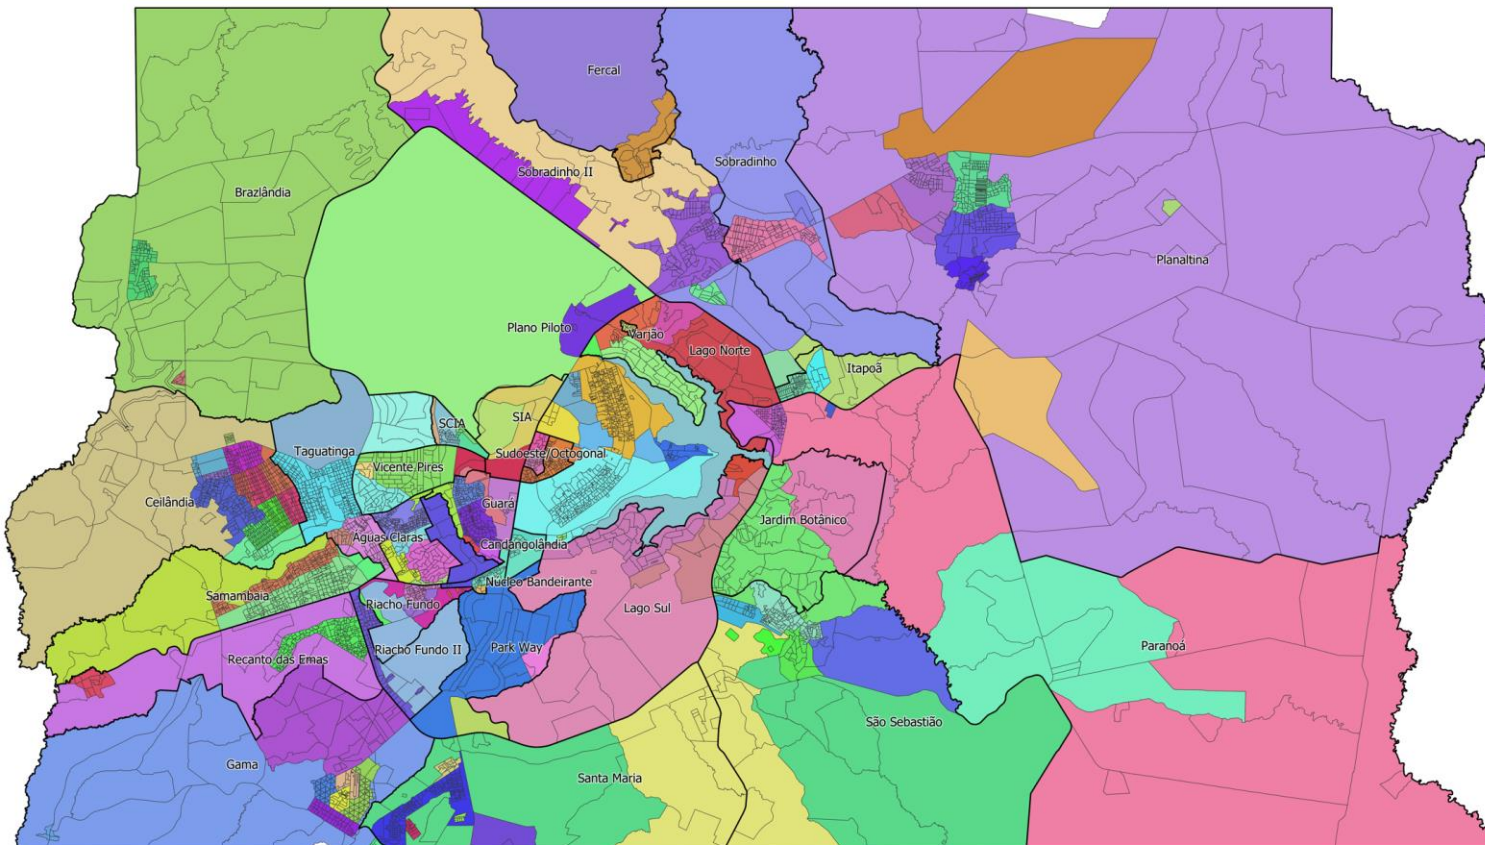 Fercal
Sobradinho
Sobradinho II
Brazlândia
Planaltina
Plano Piloto
Varjão
Lago Norte
Itapoã
SIA
SCIA
Taguatinga
Sudoeste/Octogonal
Vicente Pires
Ceilândia
Guará
Jardim Botânico
Águas Claras
Candangolândia
Núcleo Bandeirante
Samambaia
Riacho Fundo
Lago Sul
Park Way
Riacho Fundo II
Paranoá
Recanto das Emas
São Sebastião
Gama
Santa Maria